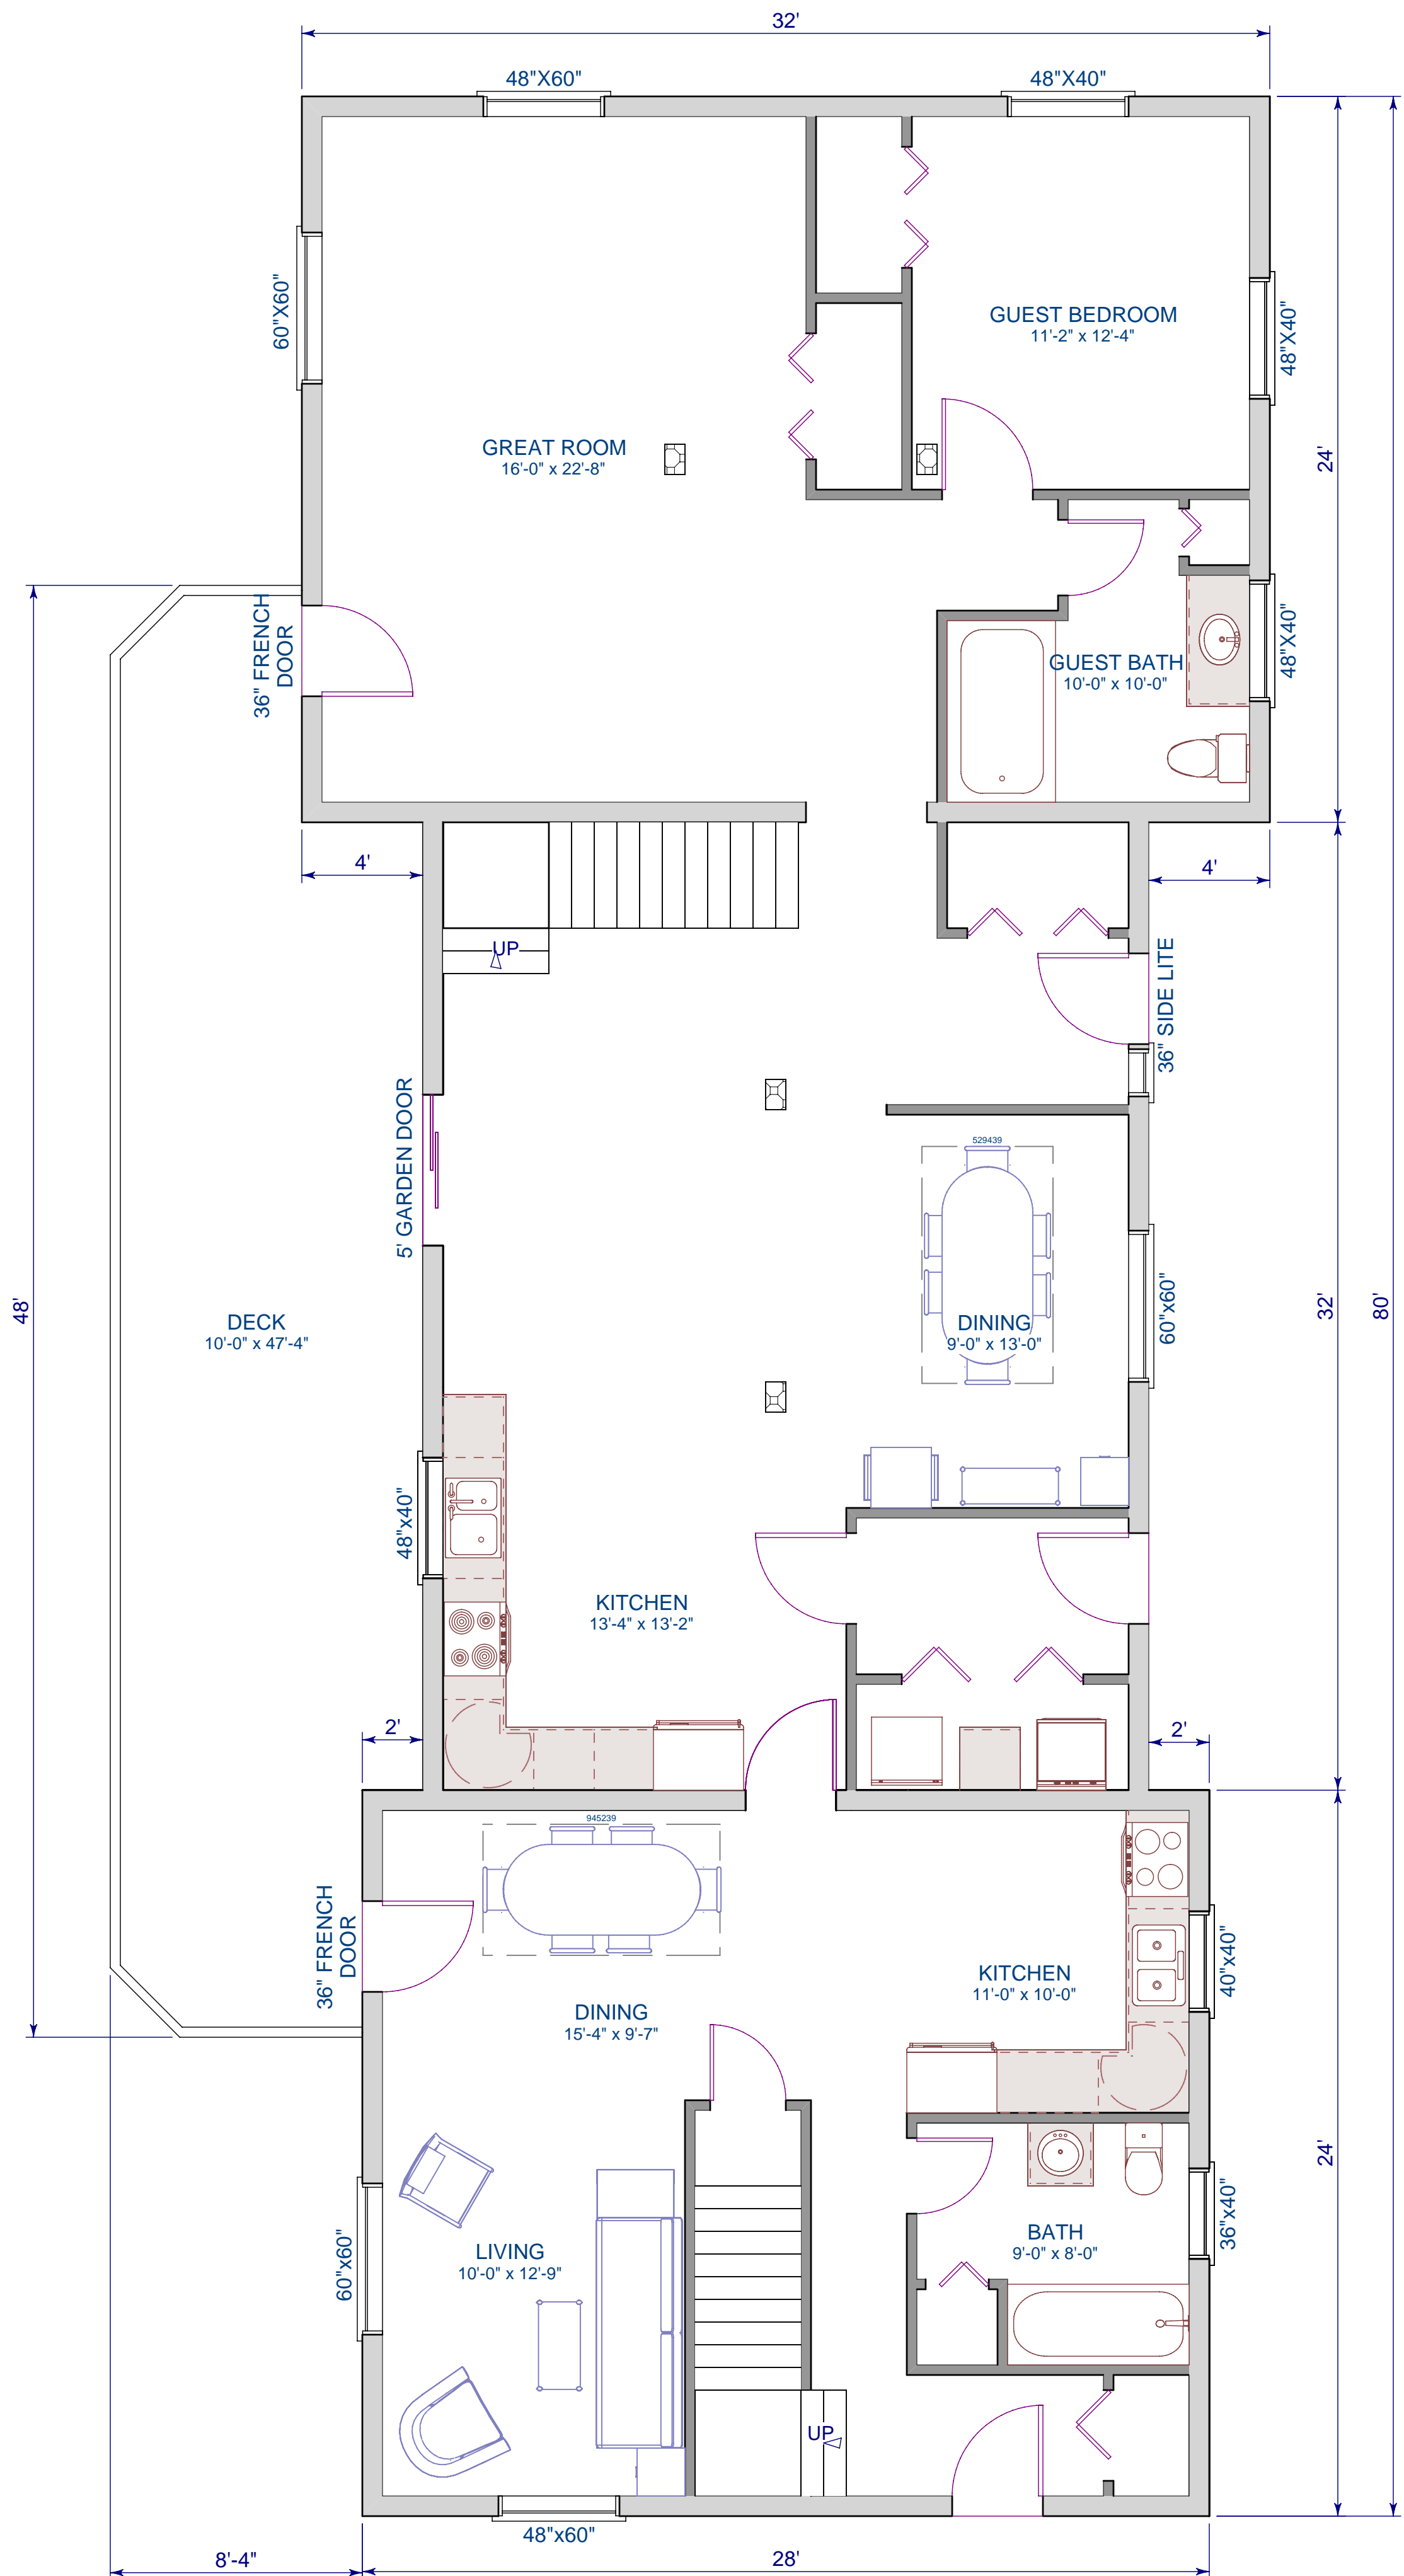 32'
48"X60"
48"X40"
60"X60"
GUEST BEDROOM
11'-2" x 12'-4"
48"X40"
GREAT ROOM
16'-0" x 22'-8"
24'
36" FRENCH
DOOR
GUEST BATH
10'-0" x 10'-0"
48"X40"
4'
4'
UP
36" SIDE LITE
5' GARDEN DOOR
529439
48'
DECK
10'-0" x 47'-4"
DINING
9'-0" x 13'-0"
60"x60"
32'
80'
48"x40"
KITCHEN
13'-4" x 13'-2"
2'
2'
945239
36" FRENCH
DOOR
KITCHEN
11'-0" x 10'-0"
40"x40"
DINING
15'-4" x 9'-7"
24'
60"x60"
LIVING
10'-0" x 12'-9"
BATH
9'-0" x 8'-0"
36"x40"
UP
48"x60"
8'-4"
28'